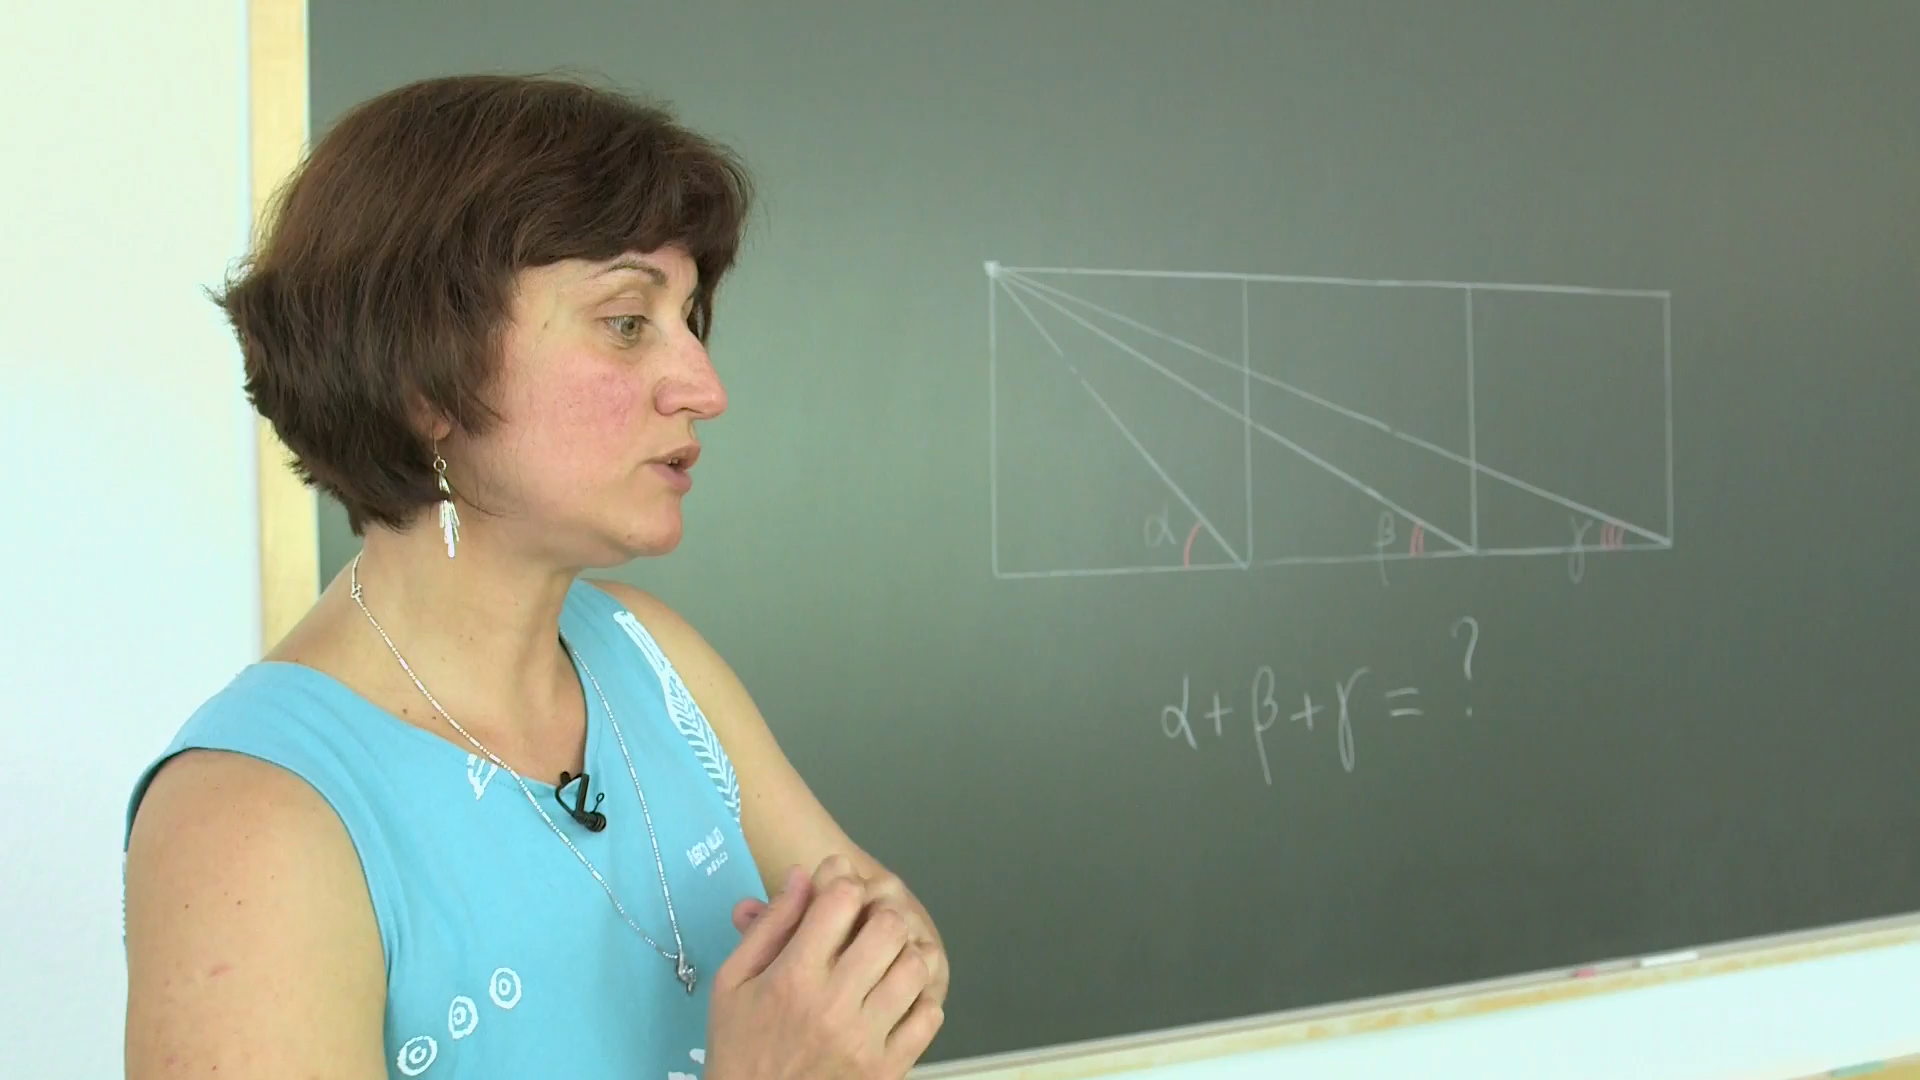 α β γ
α+β+γ= ?